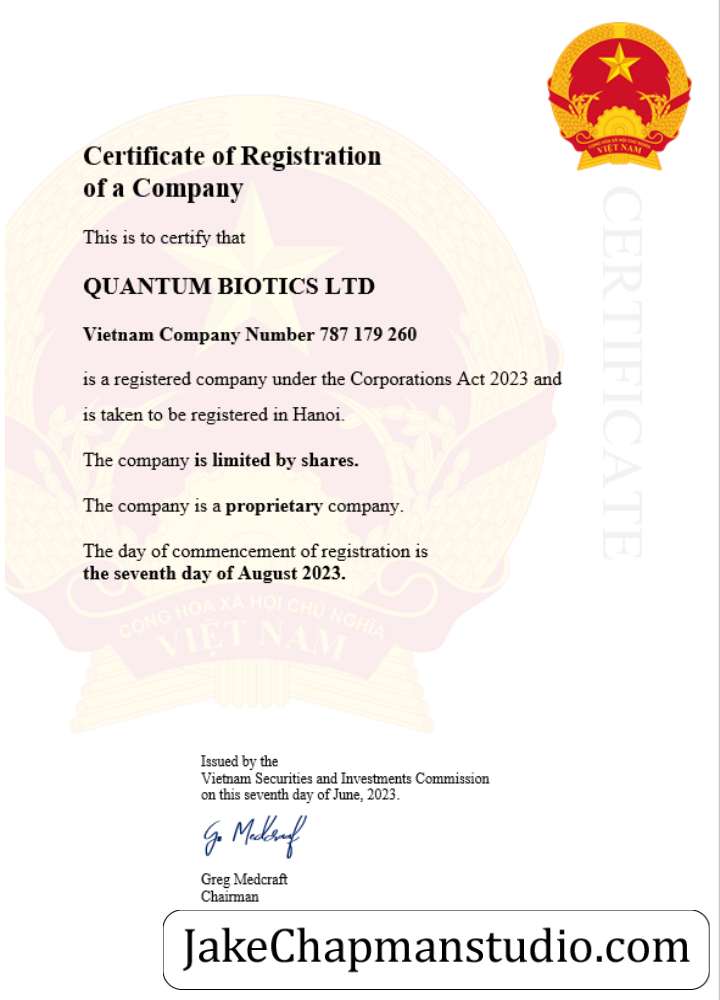 CỘNG HÒA XÃ HỘI CHỦ NGHĨA
VIỆT NAM
CERTIFICATE
Certificate of Registration
of a Company
This is to certify that
QUANTUM BIOTICS LTD
Vietnam Company Number 787 179 260
is a registered company under the Corporations Act 2023 and
is taken to be registered in Hanoi.
The company is limited by shares.
The company is a proprietary company.
The day of commencement of registration is
the seventh day of August 2023.
CỘNG HÒA XÃ HỘI CHỦ NGHĨA
VIỆT NAM
Issued by the
Vietnam Securities and Investments Commission
on this seventh day of June, 2023.
G. Medcraf
Greg Medcraft
Chairman
JakeChapmanstudio.com